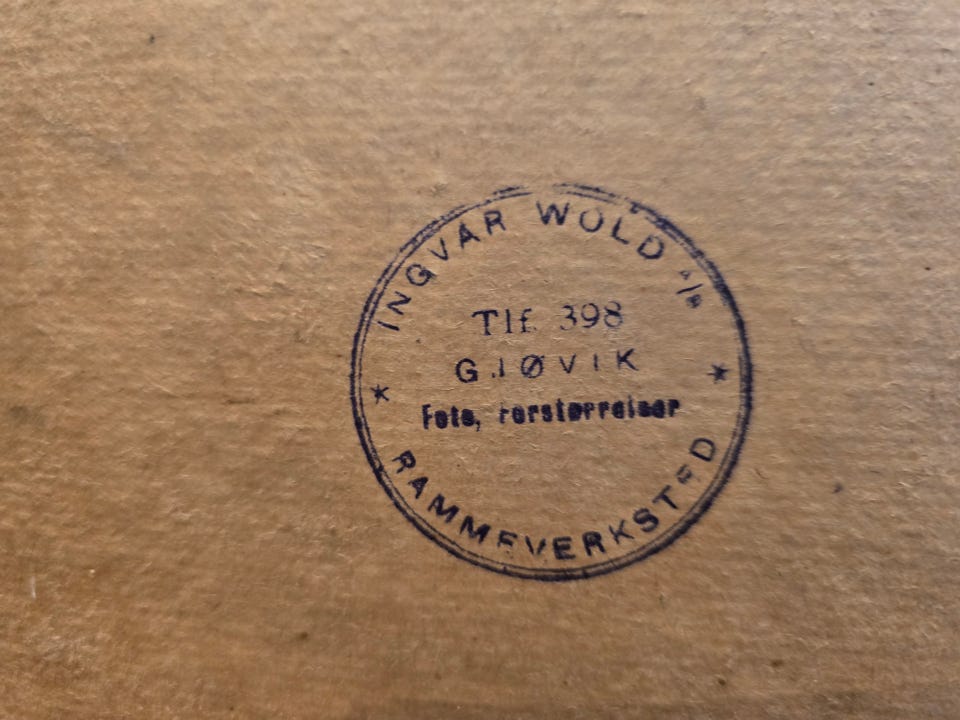 INGVAR WOLD A/S
Tlf. 398
GJØVIK
Foto, forstørrelser
RAMMEVERKSTED